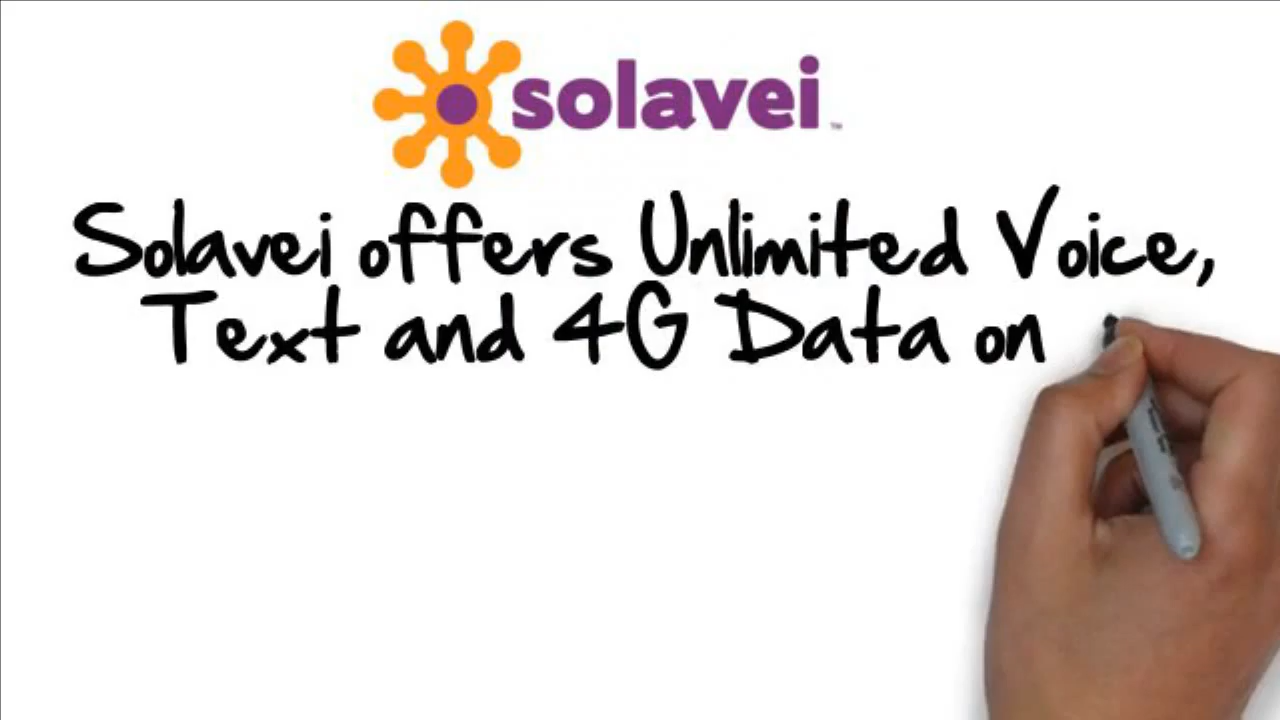 solavei
Solavei offers Unlimited Voice,
Text and 4G Data on